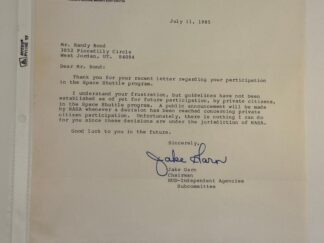 July 11, 1983
Mr. Randy Bond
3852 Piccadilly Circle
West Jordan, UT. 84084
Dear Mr. Bond:
Thank you for your recent letter regarding your participation
in the Space Shuttle program.
I understand your frustration, but guidelines have not been
established as of yet for future participation, by private citizens,
in the Space Shuttle program. A public announcement will be made
by NASA whenever a decision has been reached concerning private
citizen participation. Unfortunately, there is nothing I can do
for you since these decisions are under the jurisdiction of NASA.
Good luck to you in the future.
Sincerely,
Jake Garn
Jake Garn
Chairman
HUD-Independent Agencies
Subcommittee